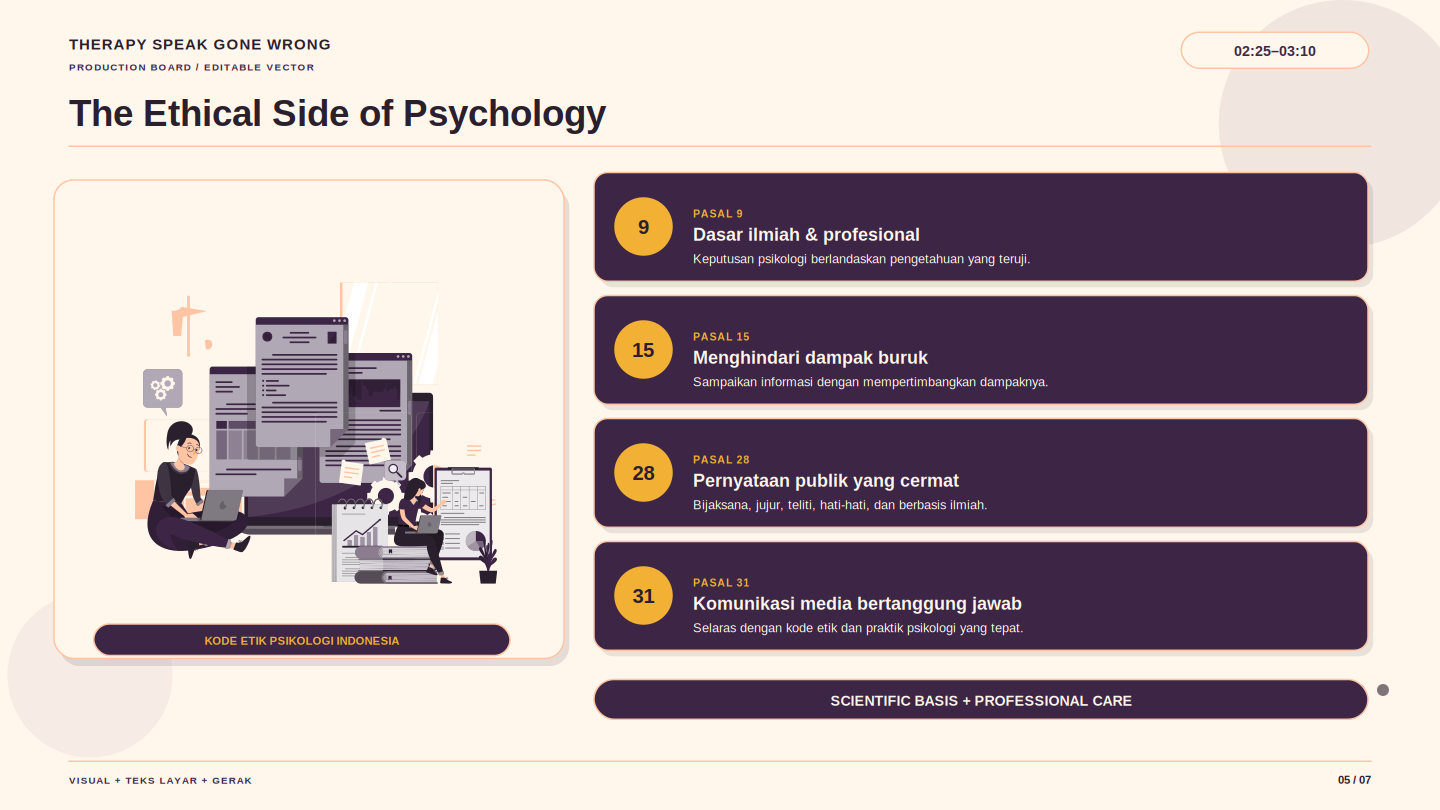 THERAPY SPEAK GONE WRONG
PRODUCTION BOARD / EDITABLE VECTOR
02:25–03:10
The Ethical Side of Psychology
9
PASAL 9
Dasar ilmiah & profesional
Keputusan psikologi berlandaskan pengetahuan yang teruji.
15
PASAL 15
Menghindari dampak buruk
Sampaikan informasi dengan mempertimbangkan dampaknya.
28
PASAL 28
Pernyataan publik yang cermat
Bijaksana, jujur, teliti, hati-hati, dan berbasis ilmiah.
31
PASAL 31
Komunikasi media bertanggung jawab
Selaras dengan kode etik dan praktik psikologi yang tepat.
KODE ETIK PSIKOLOGI INDONESIA
SCIENTIFIC BASIS + PROFESSIONAL CARE
VISUAL + TEKS LAYAR + GERAK
05 / 07